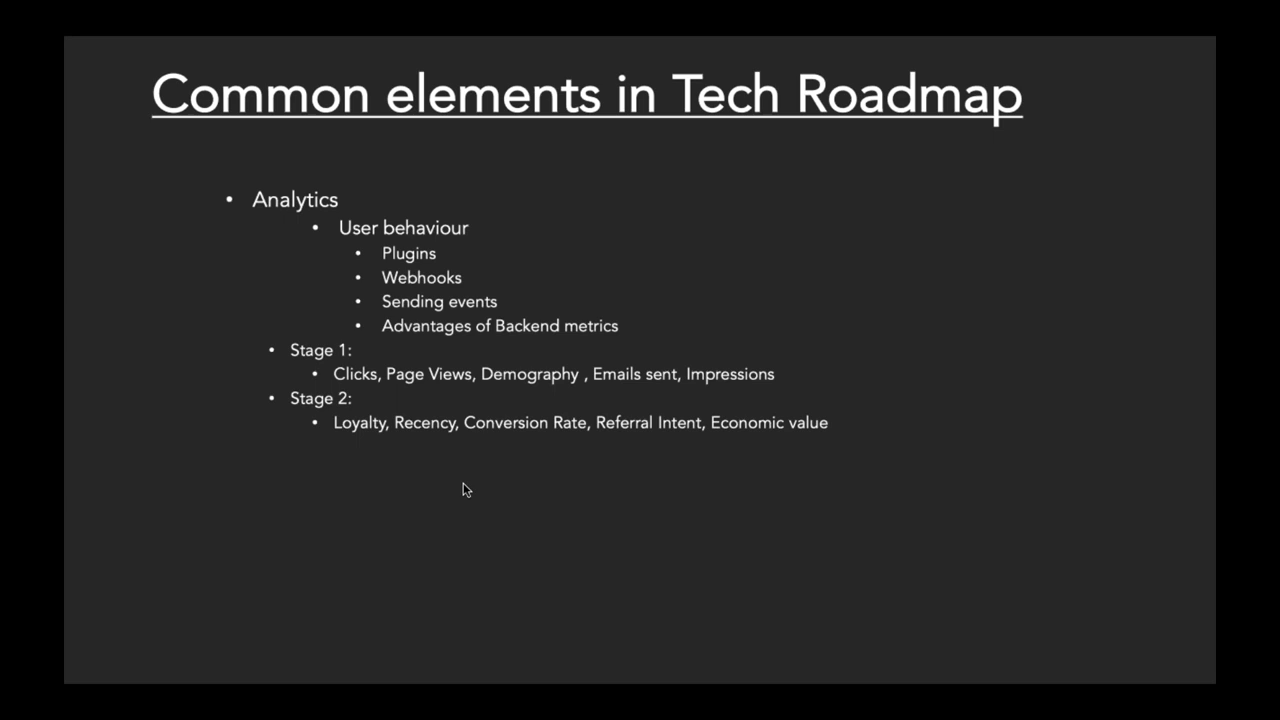 Common elements in Tech Roadmap
• Analytics
• User behaviour
• Plugins
• Webhooks
• Sending events
• Advantages of Backend metrics
• Stage 1:
• Clicks, Page Views, Demography , Emails sent, Impressions
• Stage 2:
• Loyalty, Recency, Conversion Rate, Referral Intent, Economic value